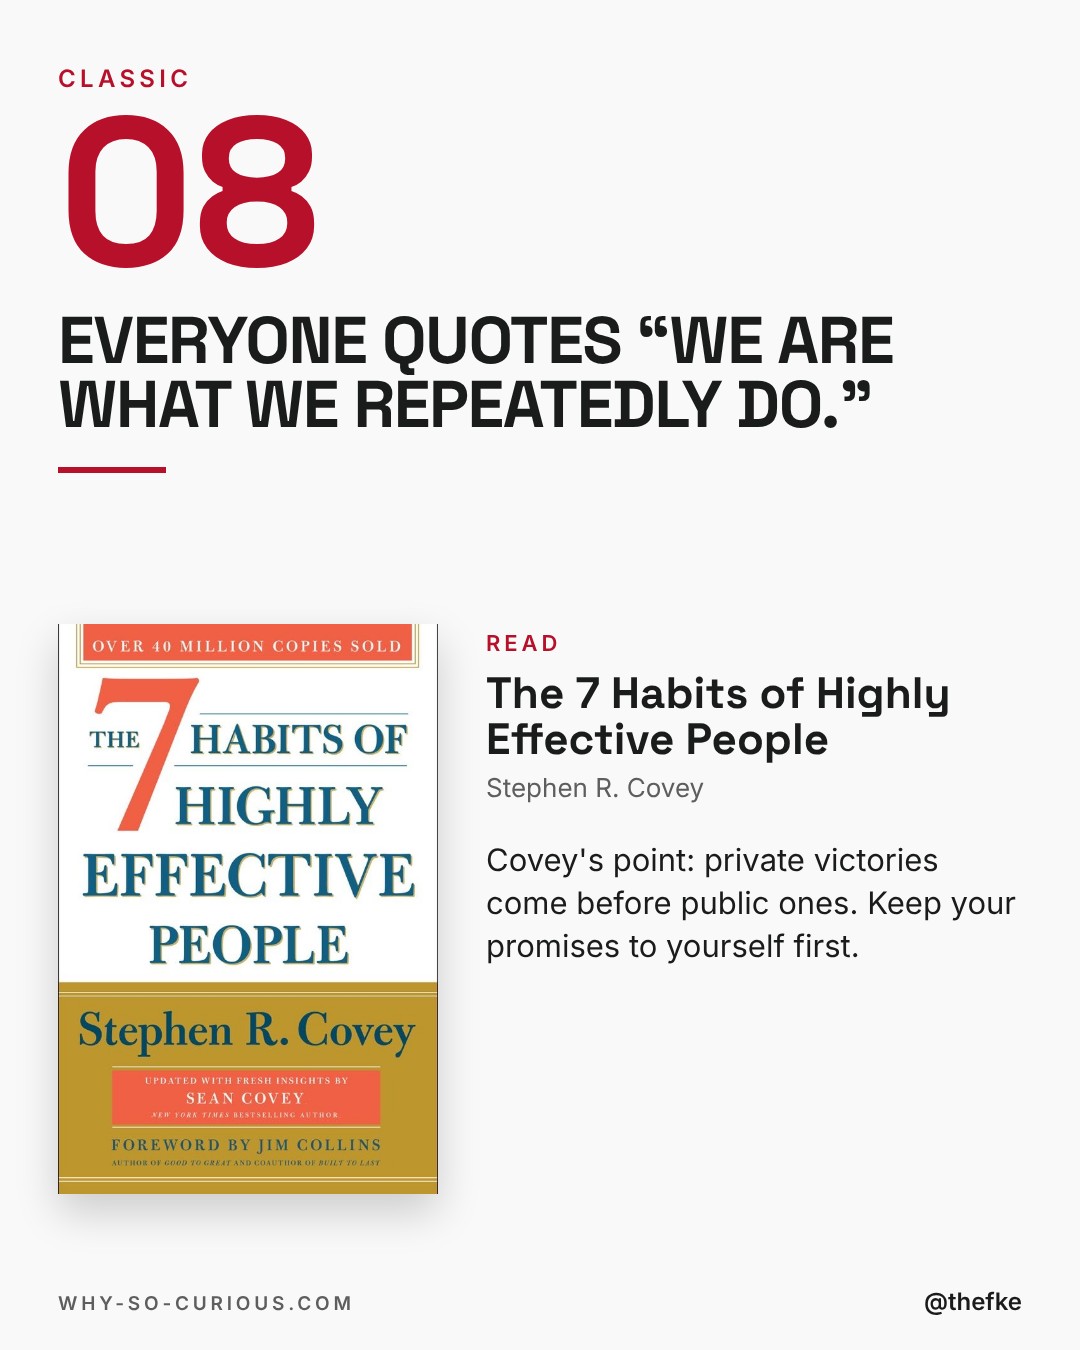 CLASSIC
08
EVERYONE QUOTES “WE ARE
WHAT WE REPEATEDLY DO.”
OVER 40 MILLION COPIES SOLD
THE 7 HABITS OF
HIGHLY
EFFECTIVE
PEOPLE
Stephen R. Covey
UPDATED WITH FRESH INSIGHTS BY
SEAN COVEY
NEW YORK TIMES BESTSELLING AUTHOR
FOREWORD BY JIM COLLINS
AUTHOR OF GOOD TO GREAT AND COAUTHOR OF BUILT TO LAST
READ
The 7 Habits of Highly
Effective People
Stephen R. Covey
Covey's point: private victories
come before public ones. Keep your
promises to yourself first.
WHY-SO-CURIOUS.COM
@thefke